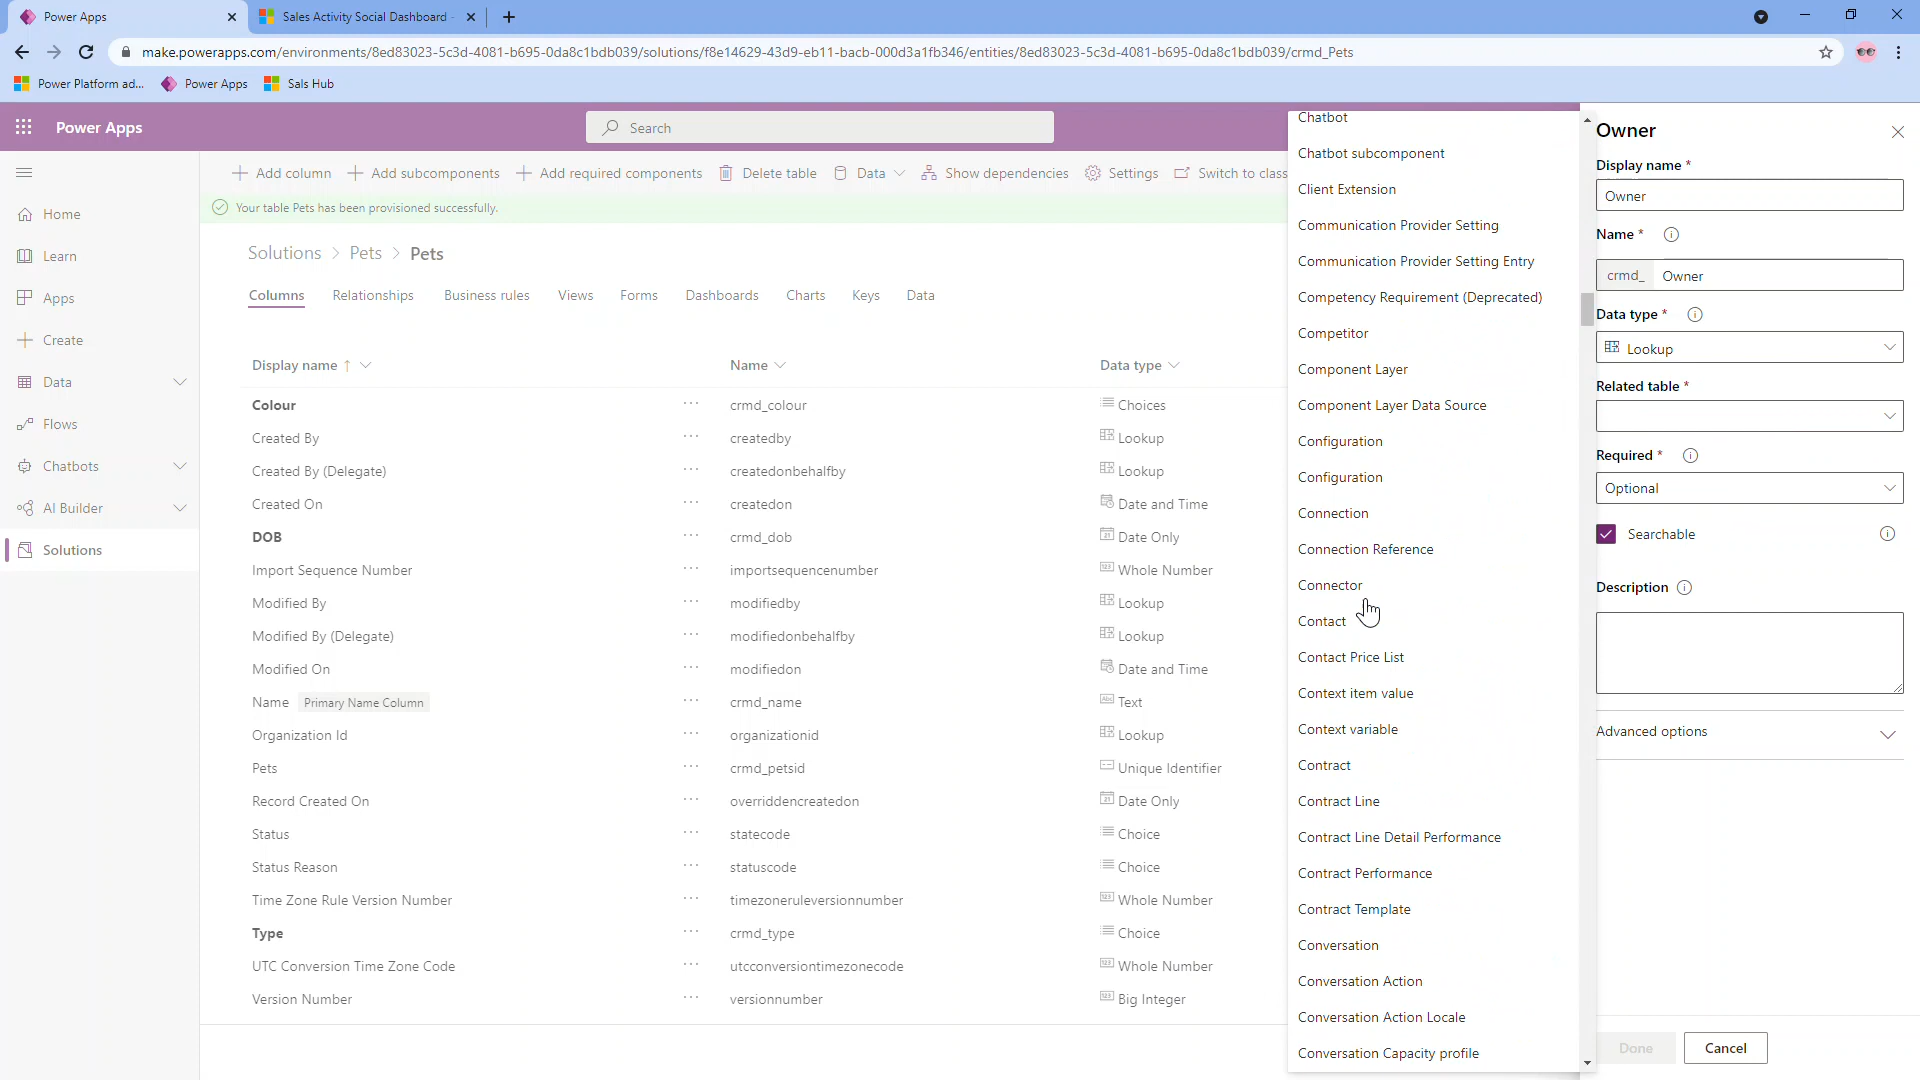 Power Apps
Sales Activity Social Dashboard -
make.powerapps.com/environments/8ed83023-5c3d-4081-b695-0da8c1bdb039/solutions/f8e14629-43d9-eb11-bacb-000d3a1fb346/entities/8ed83023-5c3d-4081-b695-0da8c1bdb039/crmd_Pets
Power Platform ad... Power Apps Sals Hub
Power Apps
Search
Add column Add subcomponents Add required components Delete table Data Show dependencies Settings Switch to class
Your table Pets has been provisioned successfully.
Home
Learn
Apps
Create
Data
Flows
Chatbots
AI Builder
Solutions
Solutions > Pets > Pets
Columns Relationships Business rules Views Forms Dashboards Charts Keys Data
Display name ↑ Name Data type
Colour ... crmd_colour Choices
Created By ... createdby Lookup
Created By (Delegate) ... createdonbehalfby Lookup
Created On ... createdon Date and Time
DOB ... crmd_dob Date Only
Import Sequence Number ... importsequencenumber Whole Number
Modified By ... modifiedby Lookup
Modified By (Delegate) ... modifiedonbehalfby Lookup
Modified On ... modifiedon Date and Time
Name Primary Name Column ... crmd_name Abc Text
Organization Id ... organizationid Lookup
Pets ... crmd_petsid Unique Identifier
Record Created On ... overriddencreatedon Date Only
Status ... statecode Choice
Status Reason ... statuscode Choice
Time Zone Rule Version Number ... timezoneruleversionnumber Whole Number
Type ... crmd_type Choice
UTC Conversion Time Zone Code ... utcconversiontimezonecode Whole Number
Version Number ... versionnumber Big Integer
Chatbot
Chatbot subcomponent
Client Extension
Communication Provider Setting
Communication Provider Setting Entry
Competency Requirement (Deprecated)
Competitor
Component Layer
Component Layer Data Source
Configuration
Configuration
Connection
Connection Reference
Connector
Contact
Contact Price List
Context item value
Context variable
Contract
Contract Line
Contract Line Detail Performance
Contract Performance
Contract Template
Conversation
Conversation Action
Conversation Action Locale
Conversation Capacity profile
Owner
Display name *
Owner
Name *
crmd_ Owner
Data type *
Lookup
Related table *
Required *
Optional
Searchable
Description
Advanced options
Done Cancel